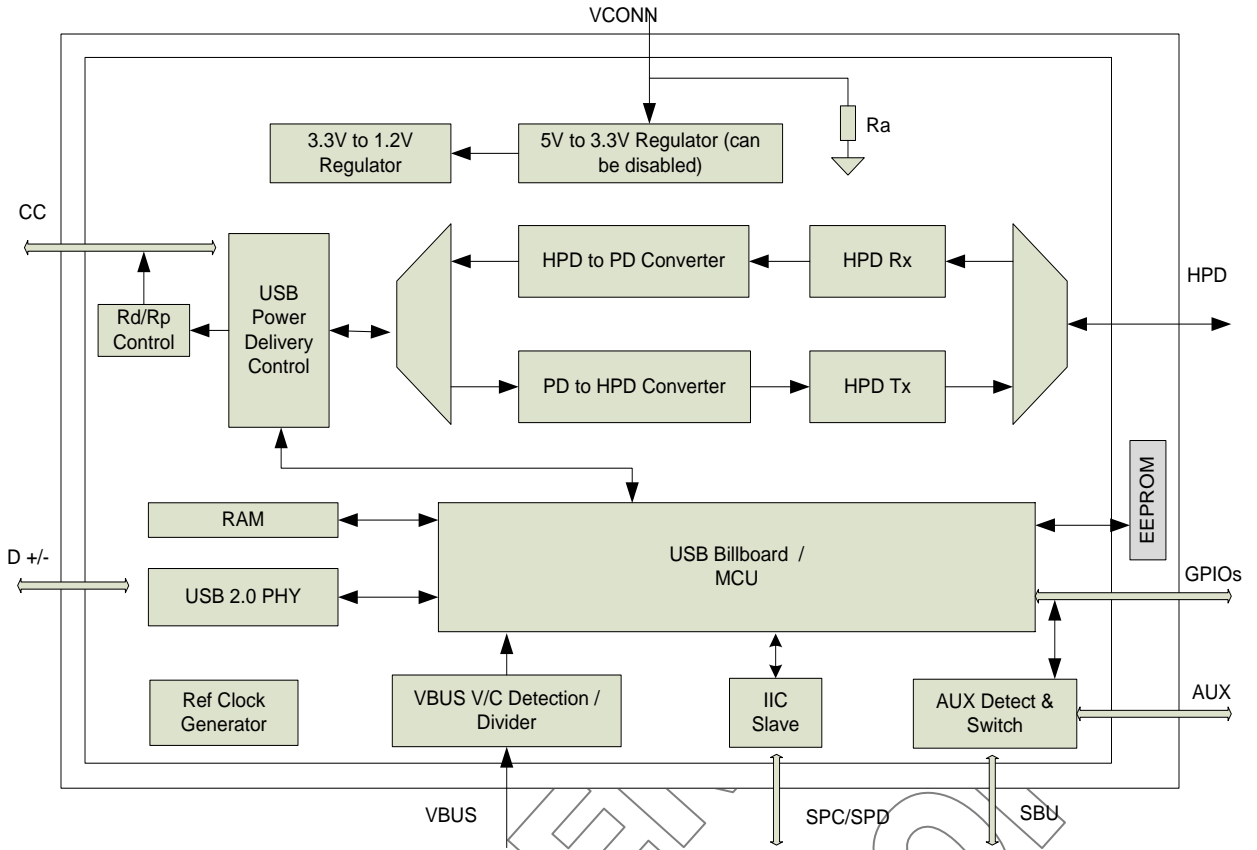 VCONN
3.3V to 1.2V
Regulator
5V to 3.3V Regulator (can
be disabled)
Ra
CC
USB
Power
Delivery
Control
Rd/Rp
Control
HPD to PD Converter
HPD Rx
HPD
PD to HPD Converter
HPD Tx
EEPROM
RAM
D +/-
USB 2.0 PHY
USB Billboard /
MCU
GPIOs
Ref Clock
Generator
VBUS V/C Detection /
Divider
IIC
Slave
AUX Detect &
Switch
AUX
VBUS
SPC/SPD
SBU